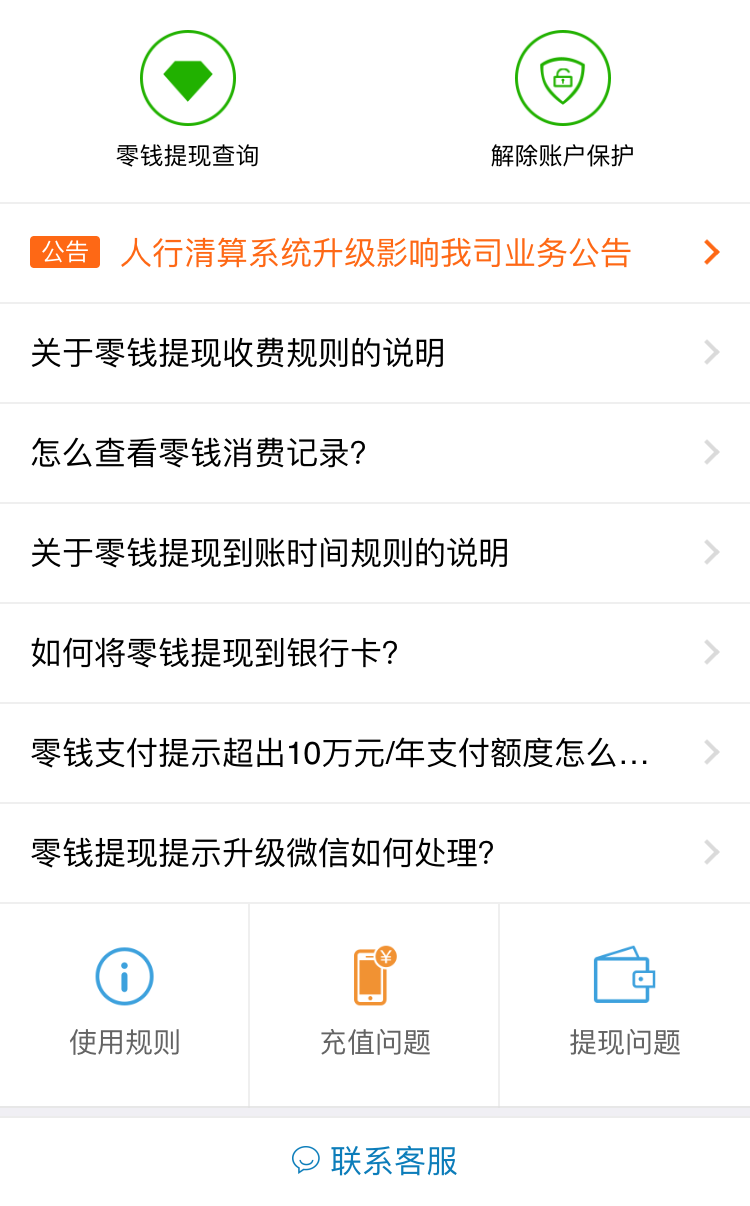 零钱提现查询
解除账户保护
公告
人行清算系统升级影响我司业务公告
关于零钱提现收费规则的说明
怎么查看零钱消费记录?
关于零钱提现到账时间规则的说明
如何将零钱提现到银行卡?
零钱支付提示超出10万元/年支付额度怎么...
零钱提现提示升级微信如何处理?
¥
使用规则
充值问题
提现问题
联系客服